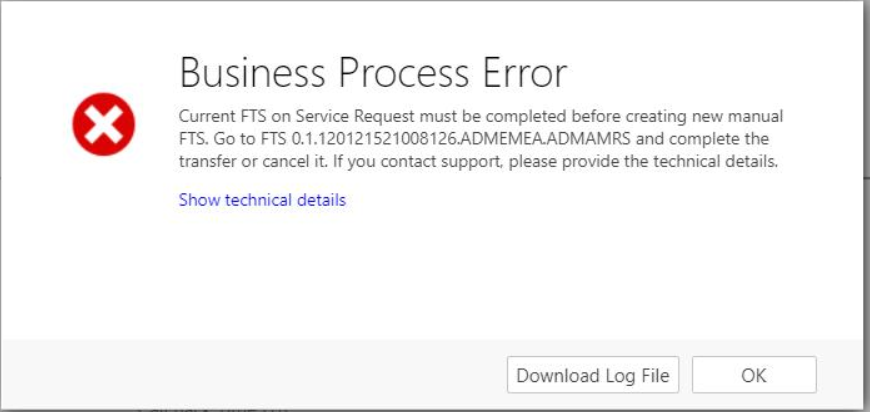 Business Process Error
Current FTS on Service Request must be completed before creating new manual
FTS. Go to FTS 0.1.120121521008126.ADMEMEA.ADMAMRS and complete the
transfer or cancel it. If you contact support, please provide the technical details.
Show technical details
Download Log File
OK